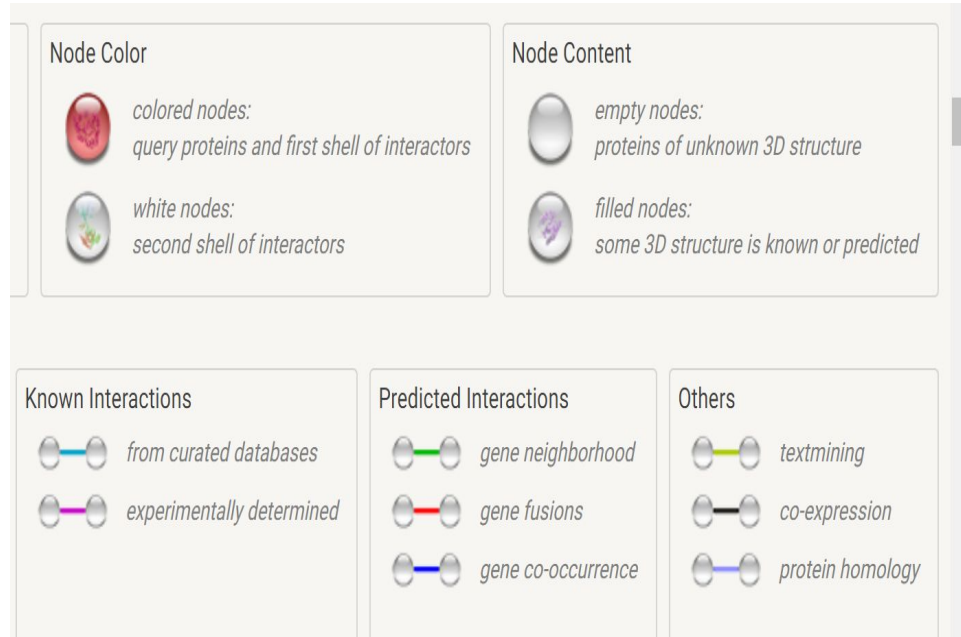 Node Color
colored nodes:
query proteins and first shell of interactors
white nodes:
second shell of interactors
Node Content
empty nodes:
proteins of unknown 3D structure
filled nodes:
some 3D structure is known or predicted
Known Interactions
from curated databases
experimentally determined
Predicted Interactions
gene neighborhood
gene fusions
gene co-occurrence
Others
textmining
co-expression
protein homology